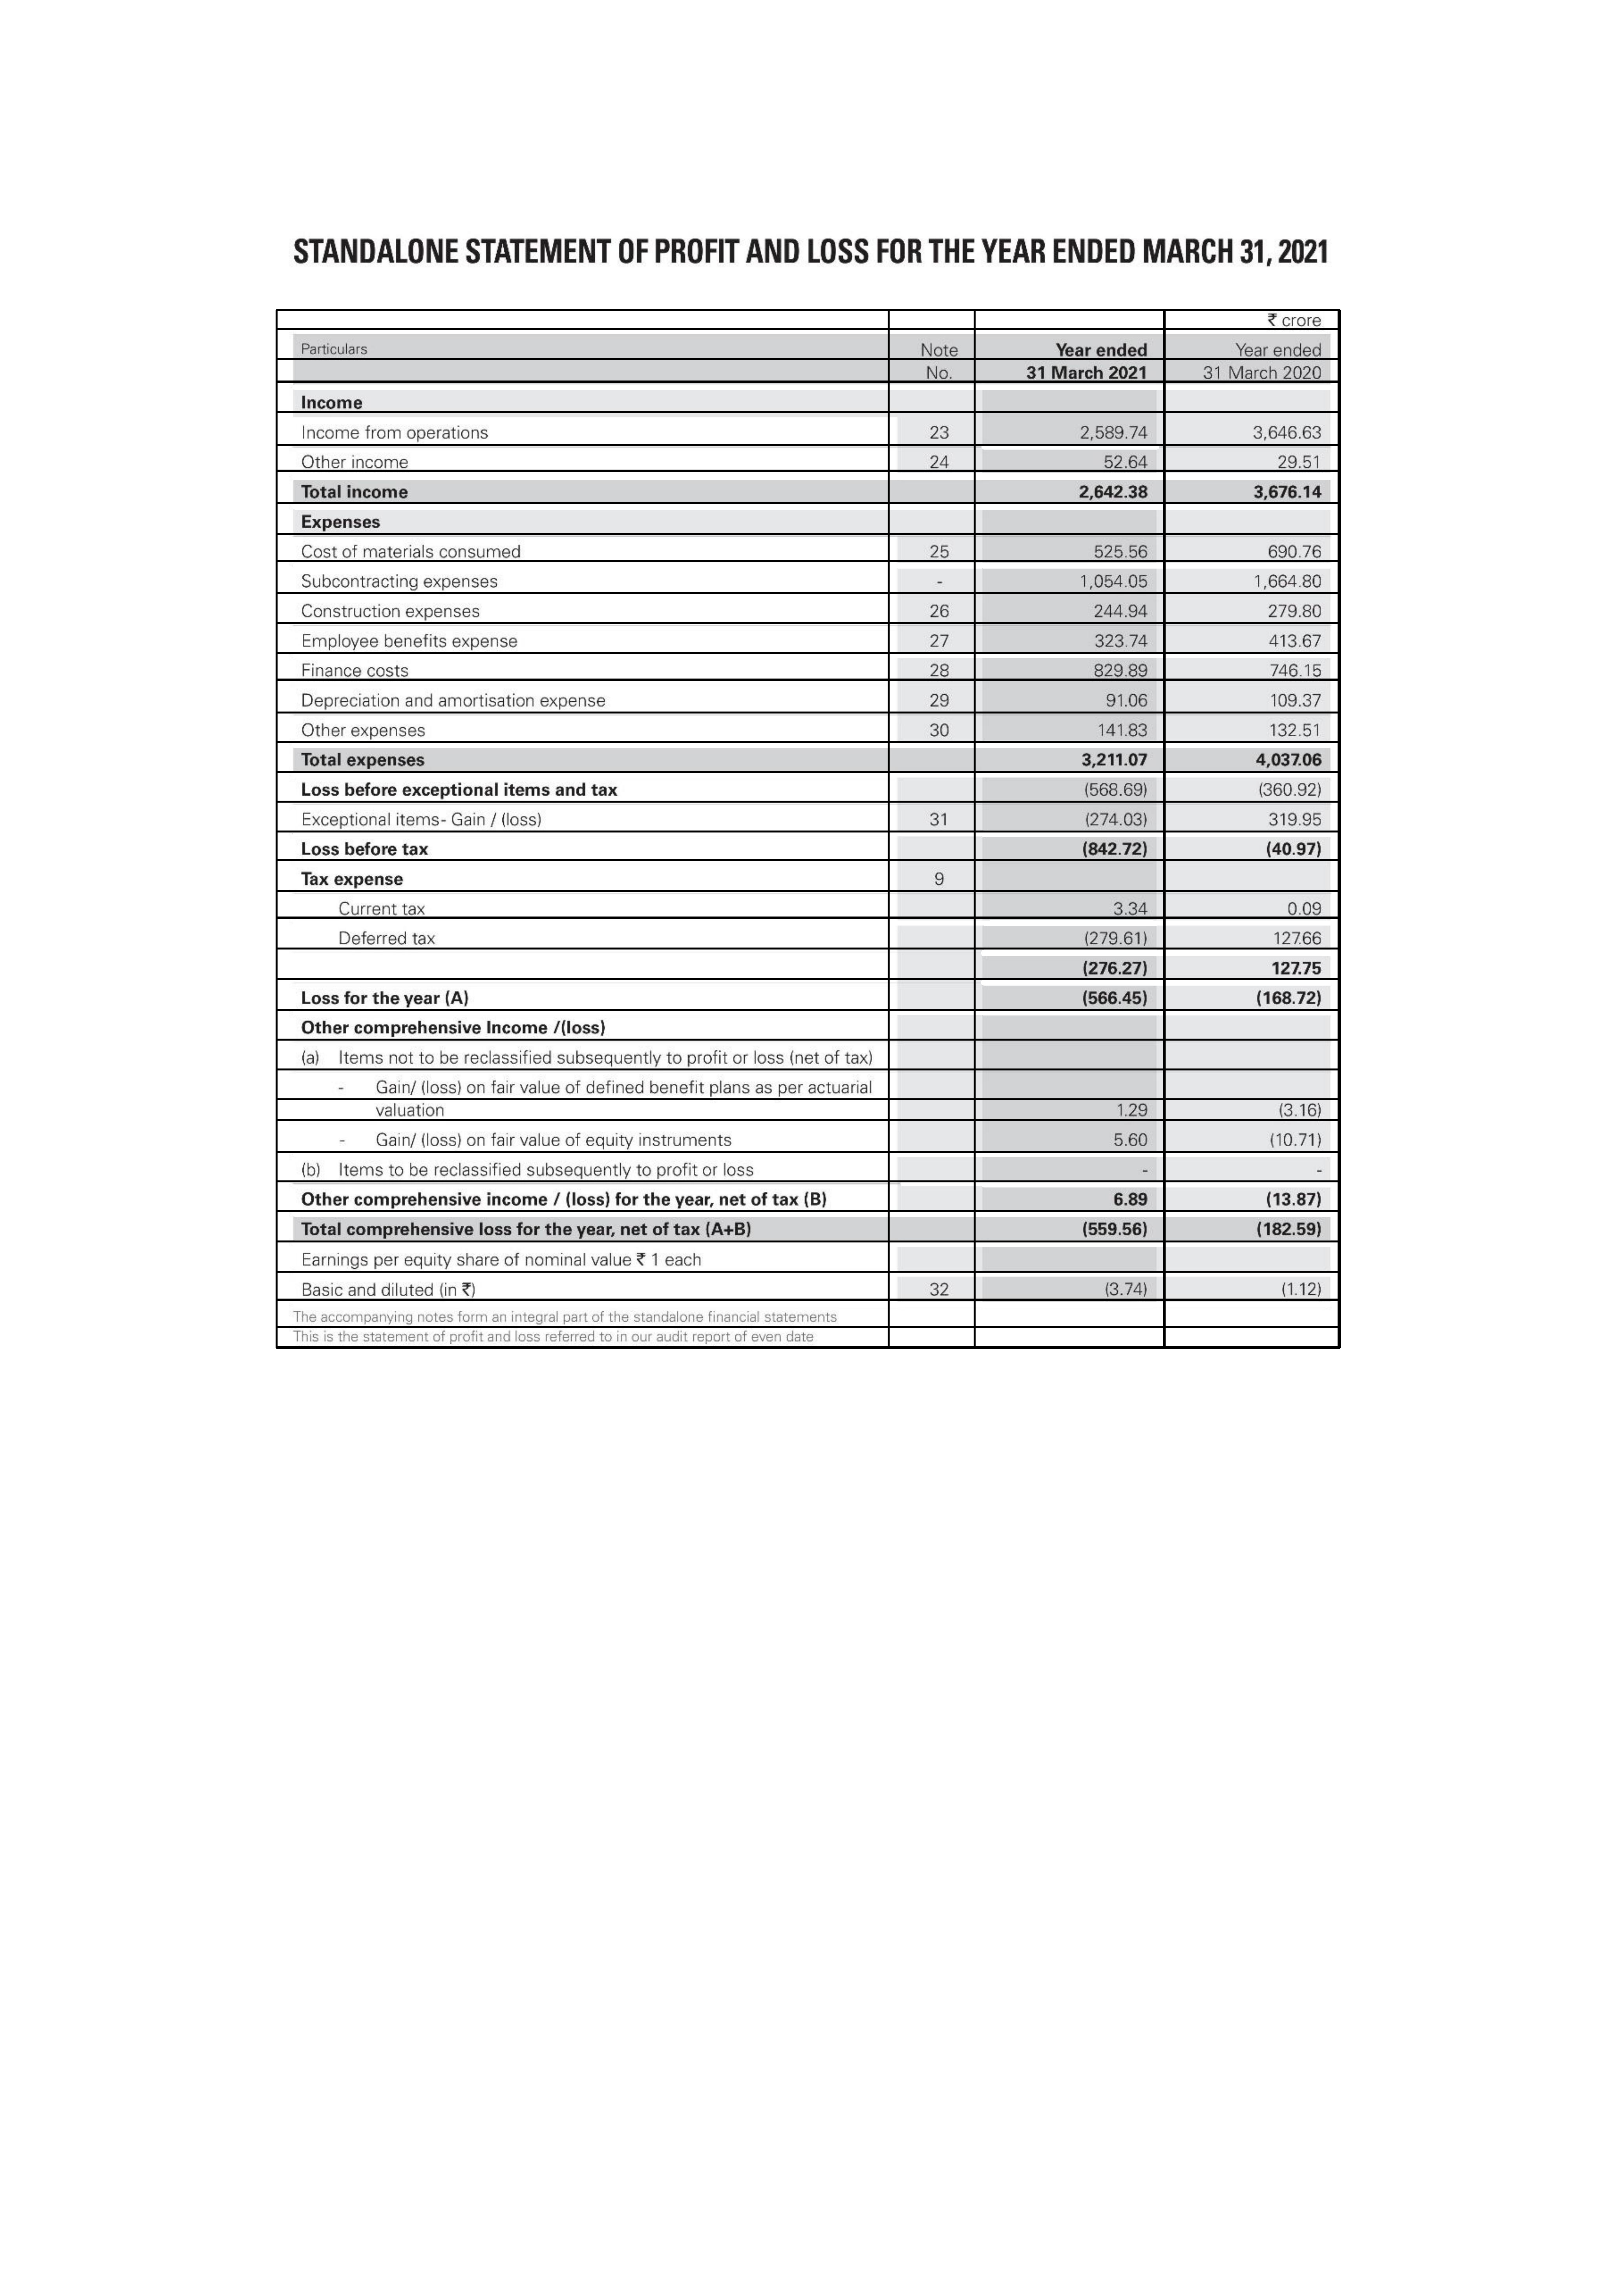 STANDALONE STATEMENT OF PROFIT AND LOSS FOR THE YEAR ENDED MARCH 31, 2021
₹ crore
Particulars Note Year ended Year ended
No. 31 March 2021 31 March 2020
Income
Income from operations 23 2,589.74 3,646.63
Other income 24 52.64 29.51
Total income 2,642.38 3,676.14
Expenses
Cost of materials consumed 25 525.56 690.76
Subcontracting expenses - 1,054.05 1,664.80
Construction expenses 26 244.94 279.80
Employee benefits expense 27 323.74 413.67
Finance costs 28 829.89 746.15
Depreciation and amortisation expense 29 91.06 109.37
Other expenses 30 141.83 132.51
Total expenses 3,211.07 4,037.06
Loss before exceptional items and tax (568.69) (360.92)
Exceptional items- Gain / (loss) 31 (274.03) 319.95
Loss before tax (842.72) (40.97)
Tax expense 9
Current tax 3.34 0.09
Deferred tax (279.61) 127.66
(276.27) 127.75
Loss for the year (A) (566.45) (168.72)
Other comprehensive Income /(loss)
(a) Items not to be reclassified subsequently to profit or loss (net of tax)
- Gain/ (loss) on fair value of defined benefit plans as per actuarial
valuation 1.29 (3.16)
- Gain/ (loss) on fair value of equity instruments 5.60 (10.71)
(b) Items to be reclassified subsequently to profit or loss - -
Other comprehensive income / (loss) for the year, net of tax (B) 6.89 (13.87)
Total comprehensive loss for the year, net of tax (A+B) (559.56) (182.59)
Earnings per equity share of nominal value ₹ 1 each
Basic and diluted (in ₹) 32 (3.74) (1.12)
The accompanying notes form an integral part of the standalone financial statements
This is the statement of profit and loss referred to in our audit report of even date